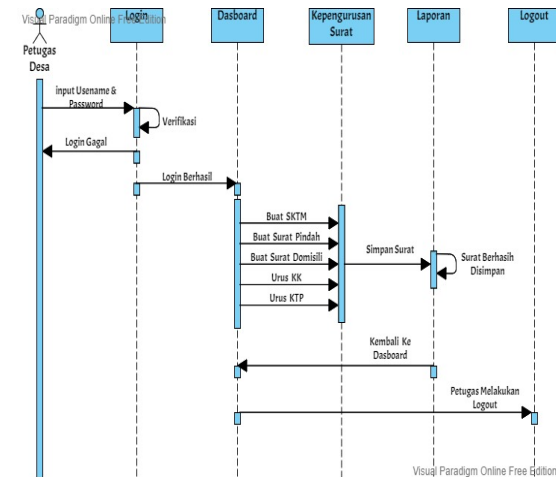 Visual Paradigm Online Free Edition
Login
Dasboard
Kepengurusan
Surat
Laporan
Logout
Petugas
Desa
input Usename &
Password
Verifikasi
Login Gagal
Login Berhasil
Buat SKTM
Buat Surat Pindah
Buat Surat Domisili
Urus KK
Urus KTP
Simpan Surat
Surat Berhasih
Disimpan
Kembali Ke
Dasboard
Petugas Melakukan
Logout
Visual Paradigm Online Free Edition